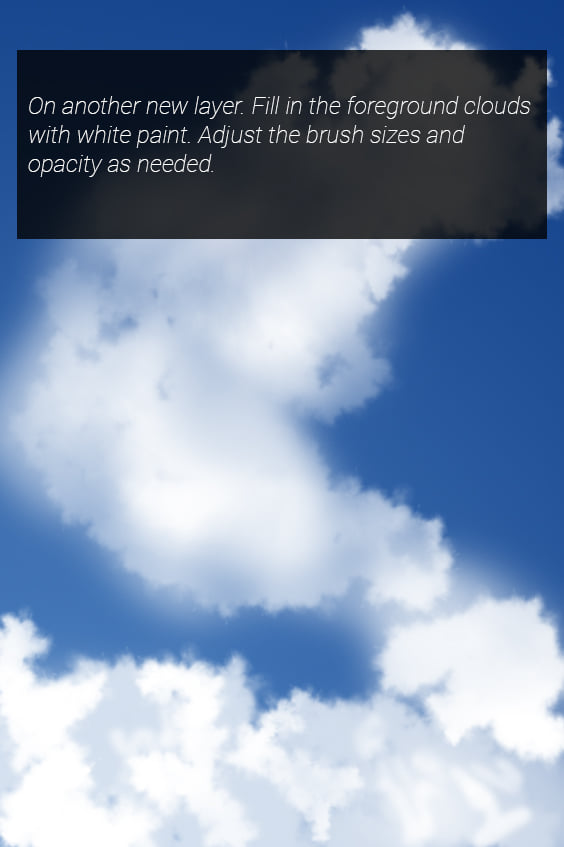 On another new layer. Fill in the foreground clouds
with white paint. Adjust the brush sizes and
opacity as needed.